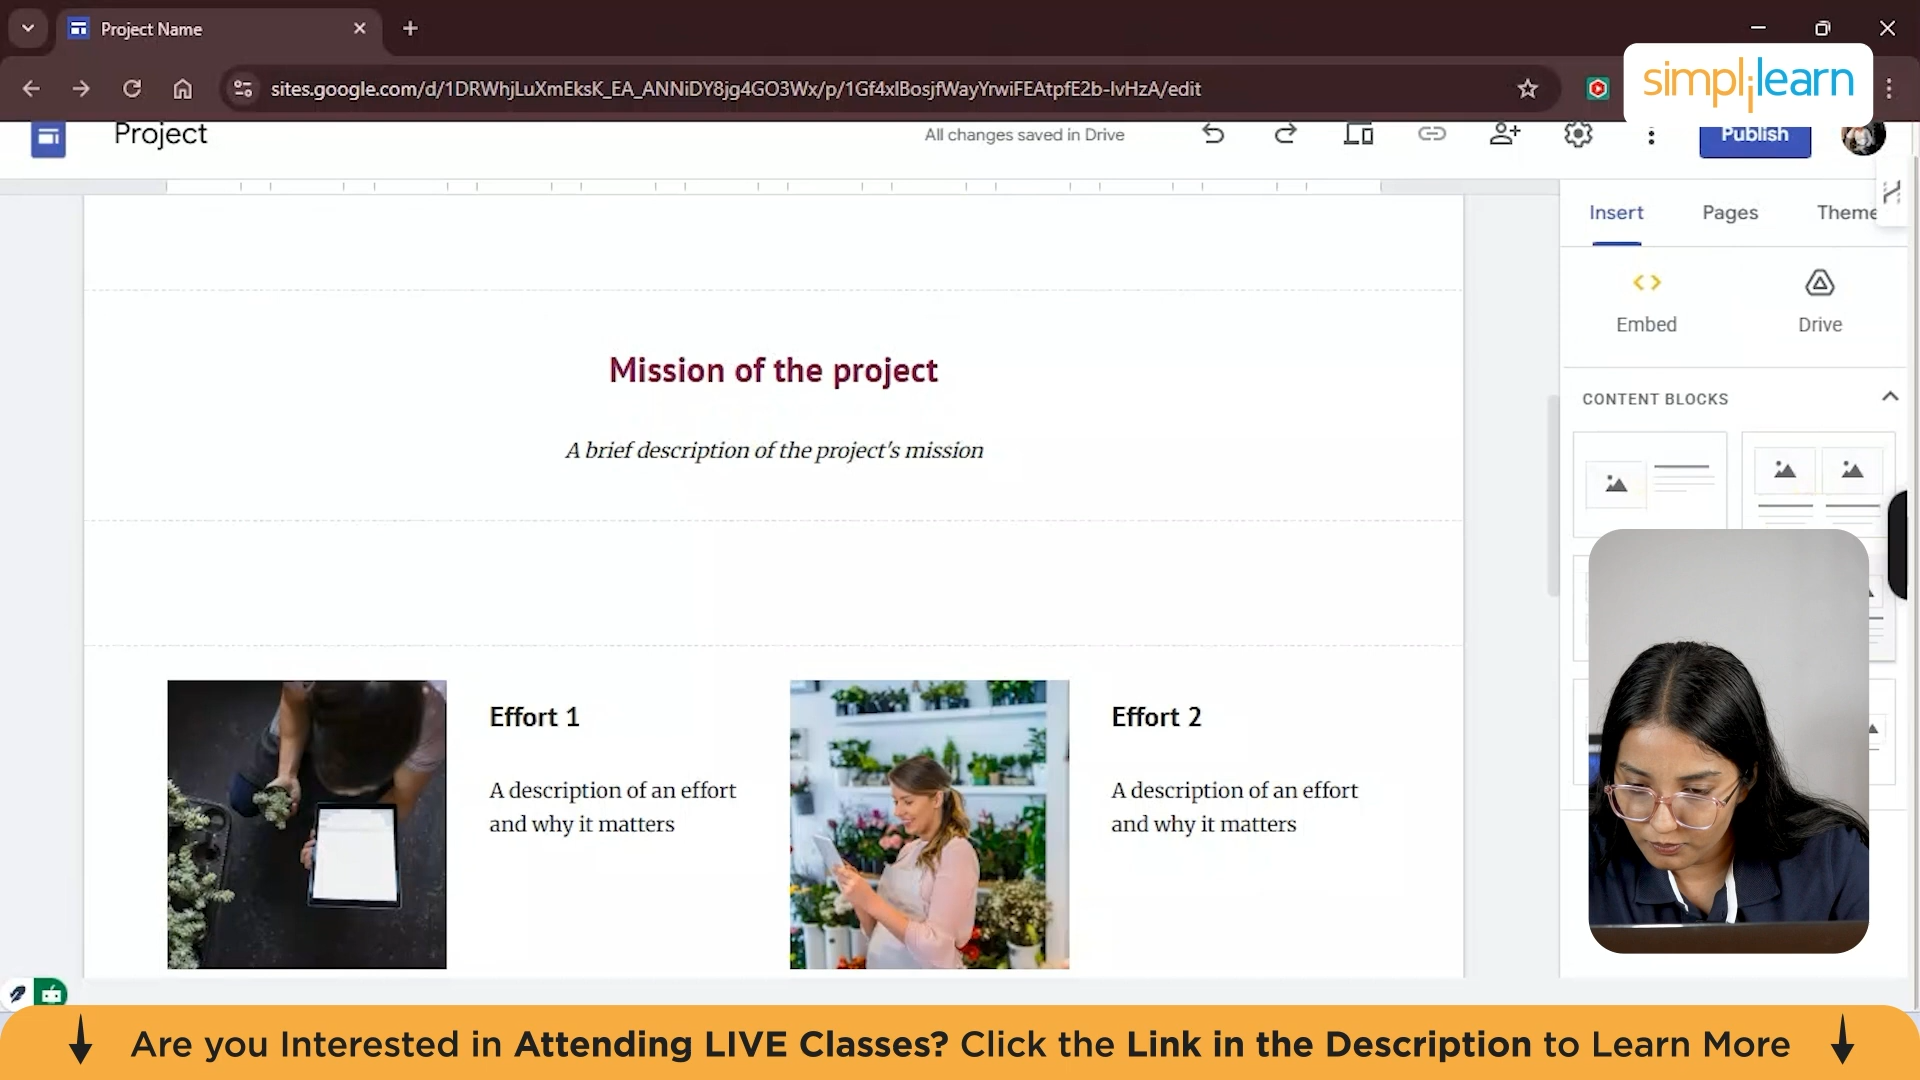 Project Name
simplilearn
sites.google.com/d/1DRWhjLuXmEksK_EA_ANNiDY8jg4GO3Wx/p/1Gf4xlBosjfWayYrwiFEAtpfE2b-IvHzA/edit
Project
All changes saved in Drive
Publish
Insert
Pages
Theme
Embed
Drive
CONTENT BLOCKS
Mission of the project
A brief description of the project's mission
Effort 1
A description of an effort
and why it matters
Effort 2
A description of an effort
and why it matters
Are you Interested in Attending LIVE Classes? Click the Link in the Description to Learn More